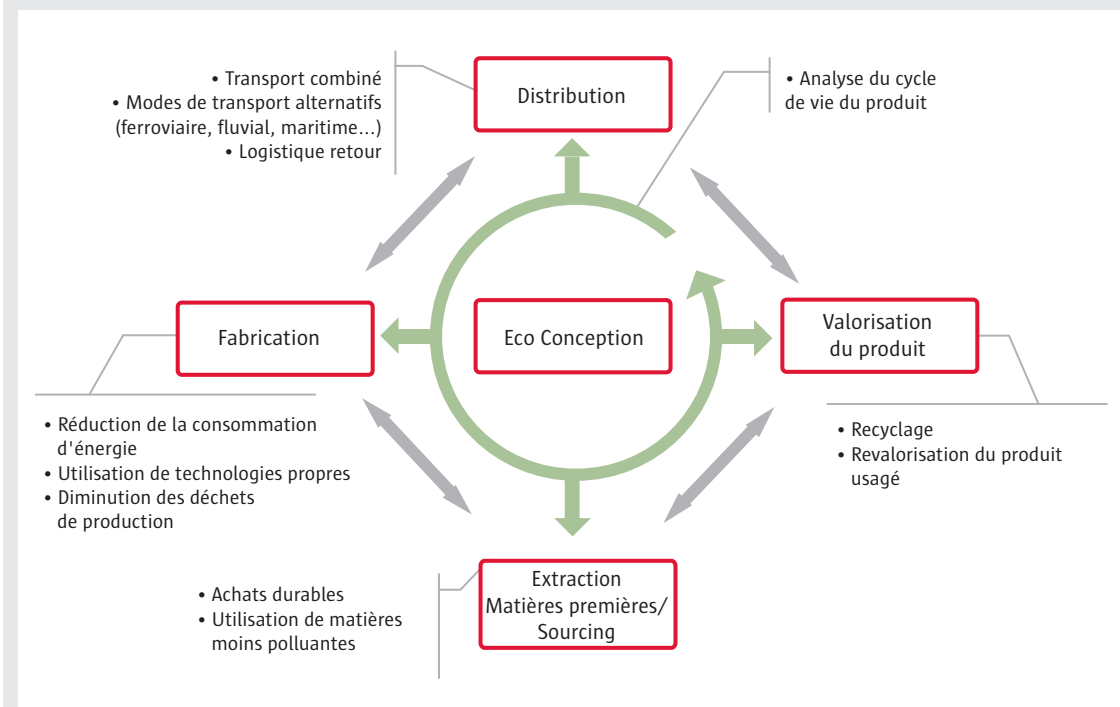 • Transport combiné
• Modes de transport alternatifs
(ferroviaire, fluvial, maritime...)
• Logistique retour
Distribution
• Analyse du cycle
de vie du produit
Fabrication
Eco Conception
Valorisation
du produit
• Réduction de la consommation
d'énergie
• Utilisation de technologies propres
• Diminution des déchets
de production
• Recyclage
• Revalorisation du produit
usagé
• Achats durables
• Utilisation de matières
moins polluantes
Extraction
Matières premières/
Sourcing